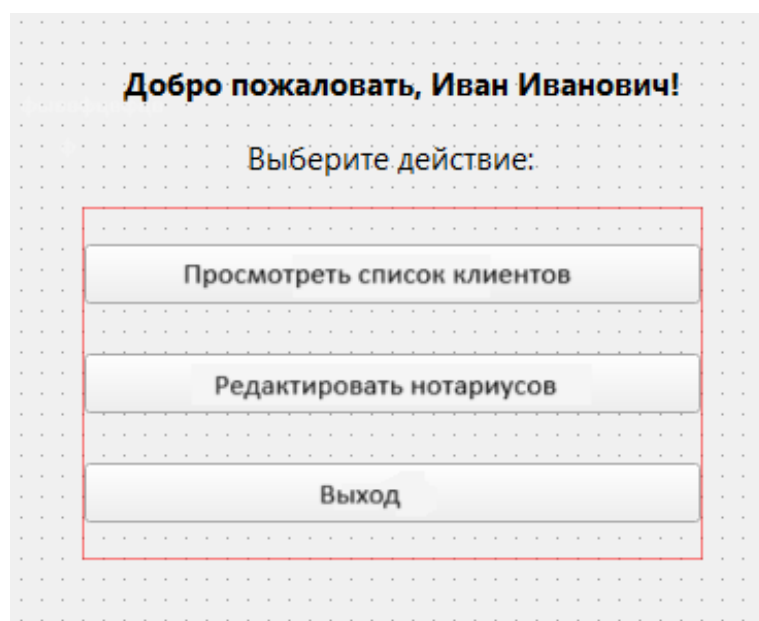 Добро пожаловать, Иван Иванович!
Выберите действие:
Просмотреть список клиентов
Редактировать нотариусов
Выход